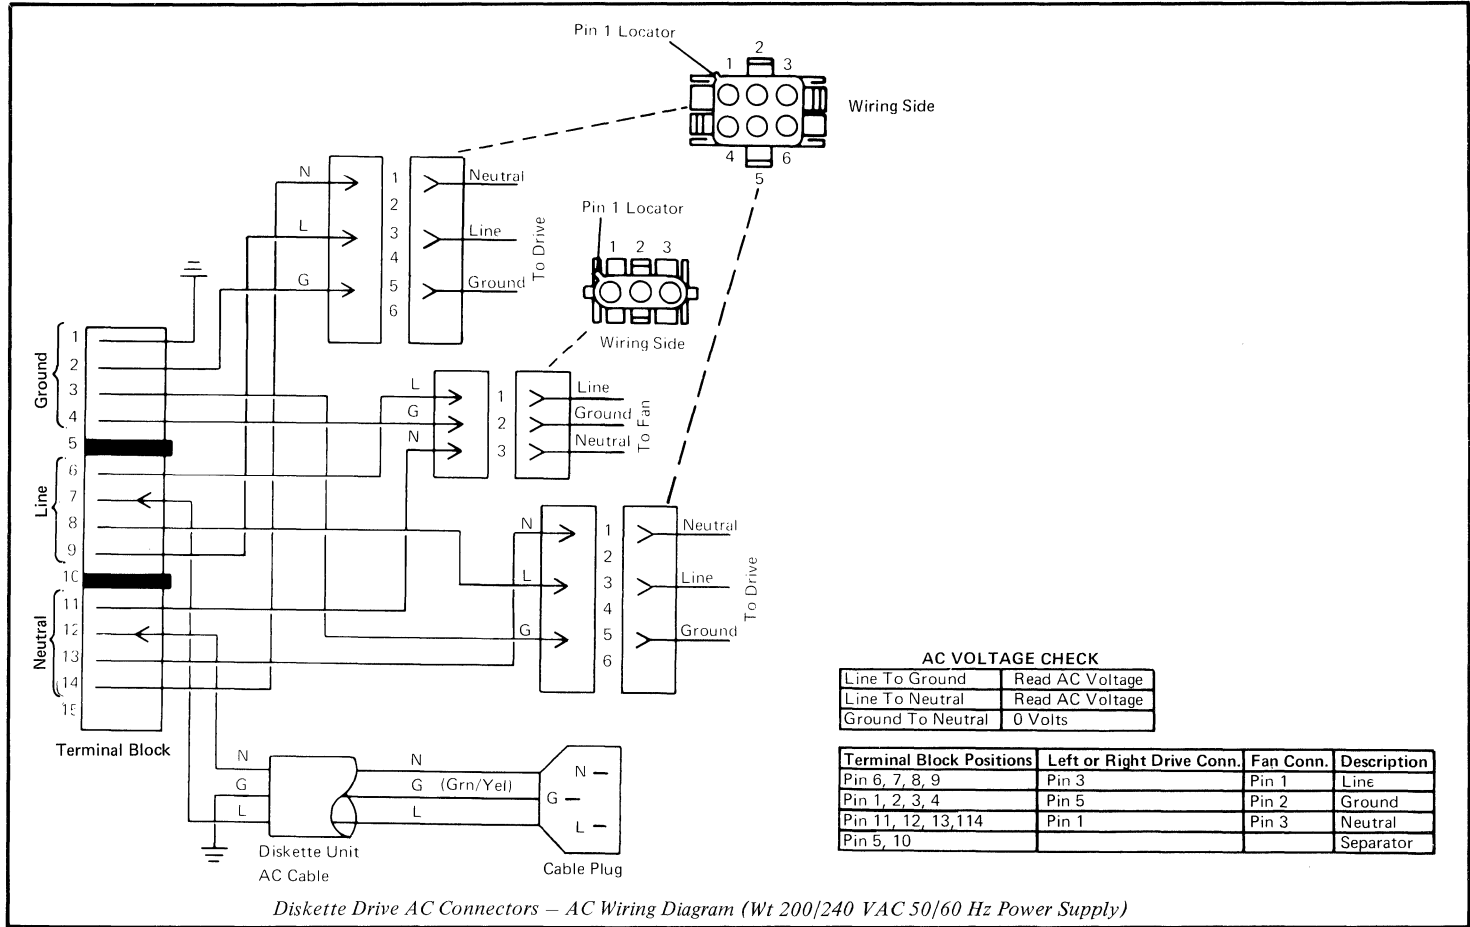 Pin 1 Locator
2
1 3
Wiring Side
4 6
5
N 1 Neutral
2
L 3 Line
4
G 5 Ground
6
To Drive
Pin 1 Locator
1 2 3
Wiring Side
L 1 Line
G 2 Ground
N 3 Neutral
To Fan
N 1 Neutral
2
L 3 Line
4
G 5 Ground
6
To Drive
Ground
1
2
3
4
5
Line
6
7
8
9
10
Neutral
11
12
13
14
15
Terminal Block
N N N
G G (Grn/Yel) G
L L L
Diskette Unit
AC Cable
Cable Plug
AC VOLTAGE CHECK
Line To Ground Read AC Voltage
Line To Neutral Read AC Voltage
Ground To Neutral 0 Volts
Terminal Block Positions Left or Right Drive Conn. Fan Conn. Description
Pin 6, 7, 8, 9 Pin 3 Pin 1 Line
Pin 1, 2, 3, 4 Pin 5 Pin 2 Ground
Pin 11, 12, 13,114 Pin 1 Pin 3 Neutral
Pin 5, 10 Separator
Diskette Drive AC Connectors – AC Wiring Diagram (Wt 200/240 VAC 50/60 Hz Power Supply)